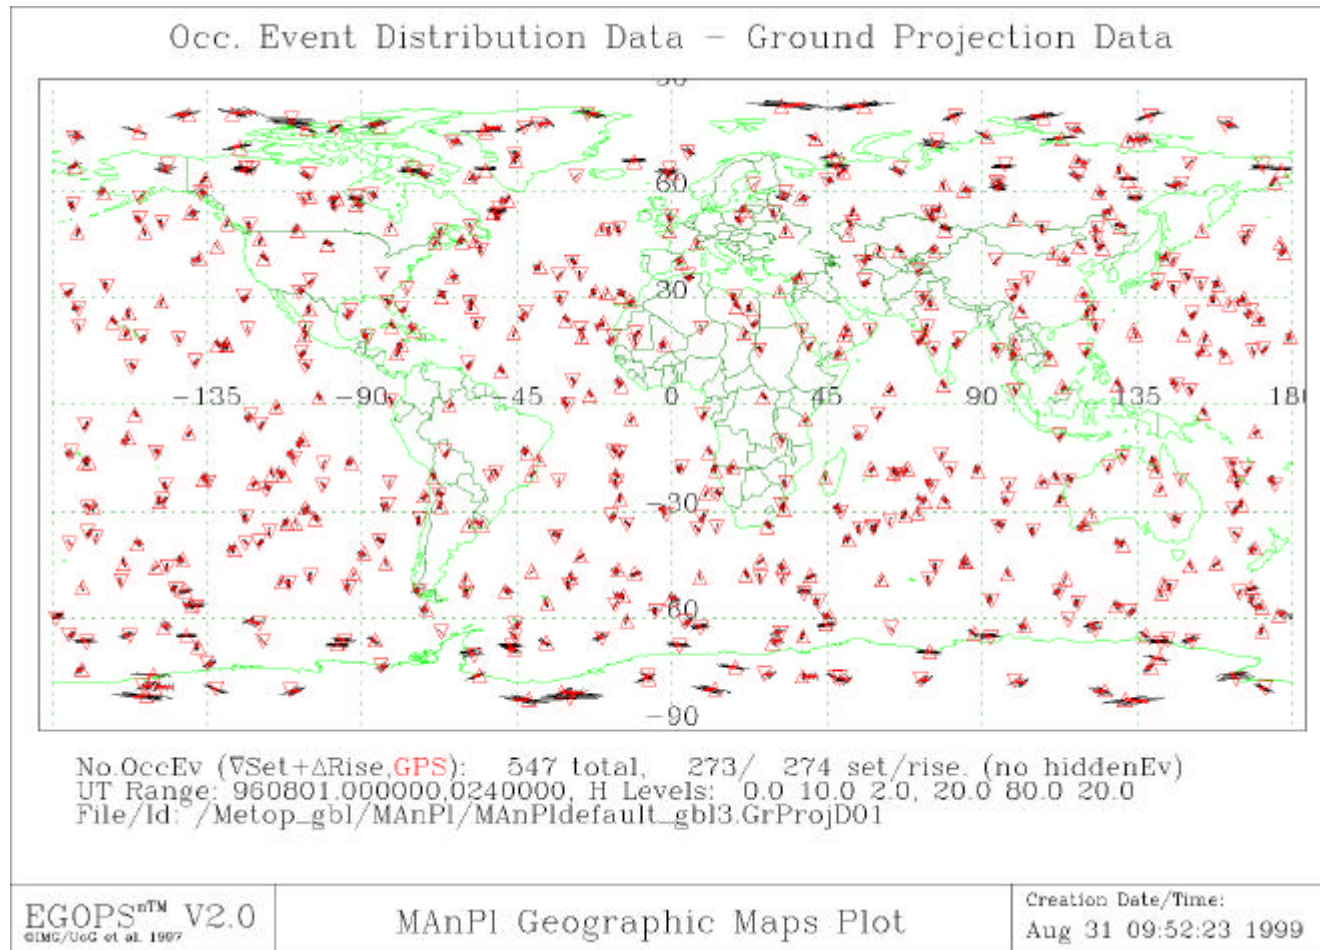 Occ. Event Distribution Data − Ground Projection Data
90
60
30
−135 −90 −45 0 45 90 135 180
−30
−60
−90
No.OccEv (∇Set+ΔRise,GPS): 547 total, 273/ 274 set/rise. (no hiddenEv)
UT Range: 960801,000000,0240000, H Levels: 0.0 10.0 2.0, 20.0 80.0 20.0
File/Id: ~/Metop_gbl/MAnPl/MAnPldefault_gbl3.GrProjD01
EGOPSnTM V2.0
©IMG/UoG et al. 1997
MAnPl Geographic Maps Plot
Creation Date/Time:
Aug 31 09:52:23 1999